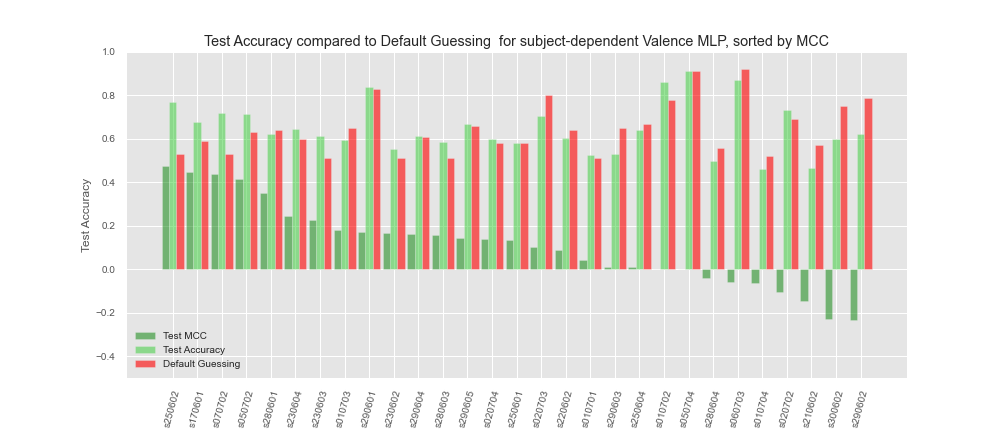 Test Accuracy compared to Default Guessing  for subject-dependent Valence MLP, sorted by MCC
1.0
0.8
0.6
0.4
0.2
0.0
−0.2
−0.4
Test Accuracy
Test MCC
Test Accuracy
Default Guessing
s250602
s170601
s070702
s050702
s280601
s230604
s230603
s010703
s290601
s230602
s290604
s280603
s290605
s020704
s250601
s020703
s220602
s010701
s290603
s250604
s010702
s050704
s280604
s060703
s010704
s020702
s210602
s300602
s290602